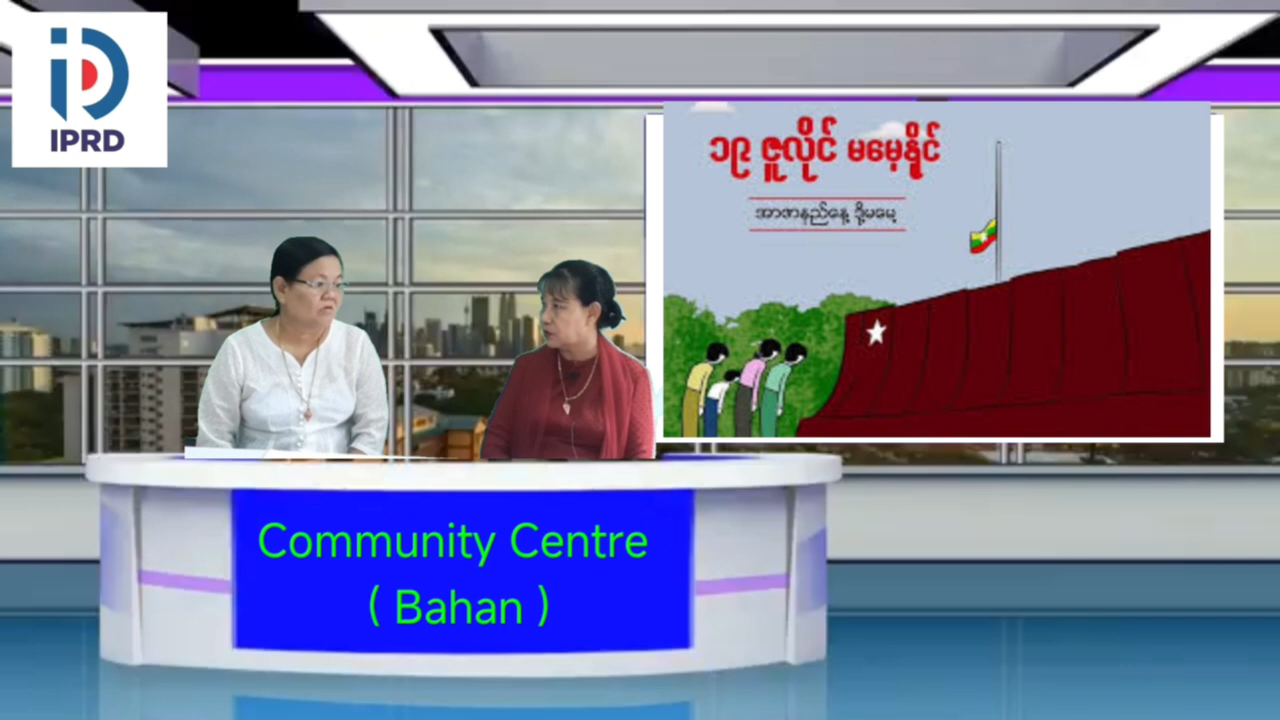 IPRD
၁၉ ဇူလိုင် မမေ့နိုင်
အာဇာနည်နေ့ ဒို့မမေ့
Community Centre
( Bahan )